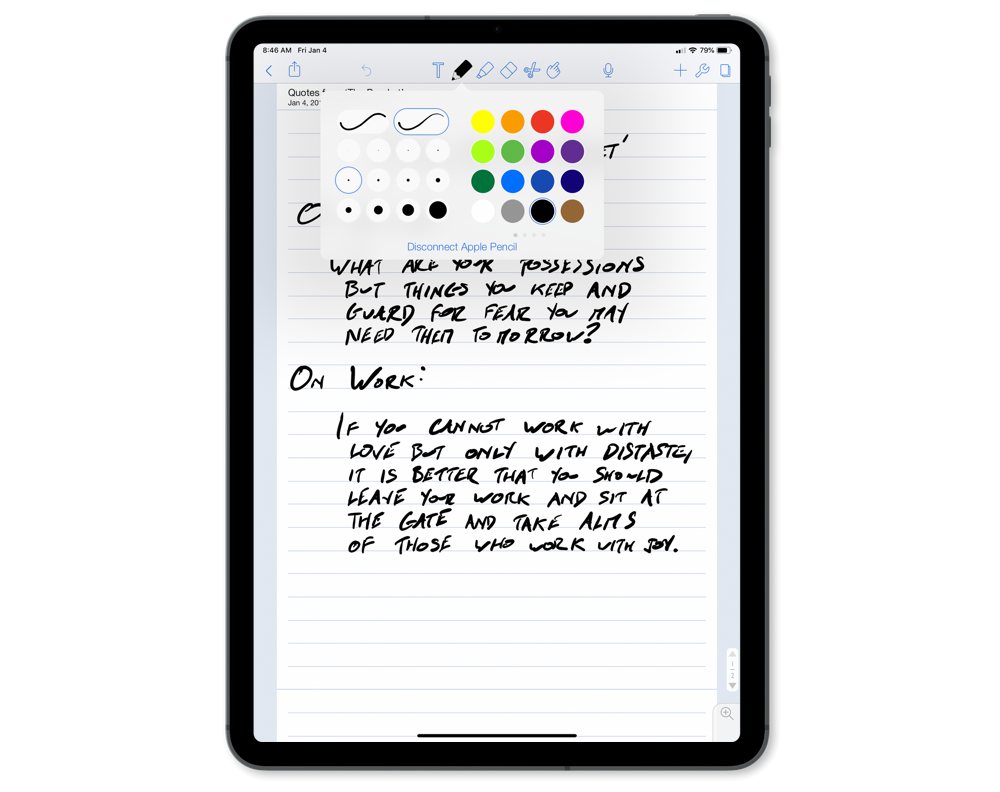 8:46 AM Fri Jan 4 79%
T
Quotes f
Jan 4, 201
ET'
O
Disconnect Apple Pencil
WHAT ARE YOUR POSSESSIONS
BUT THINGS YOU KEEP AND
GUARD FOR FEAR YOU MAY
NEED THEM TOMORROW?
ON WORK:
IF YOU CANNOT WORK WITH
LOVE BUT ONLY WITH DISTASTE,
IT IS BETTER THAT YOU SHOULD
LEAVE YOUR WORK AND SIT AT
THE GATE AND TAKE ALMS
OF THOSE WHO WORK WITH JOY.
1
2